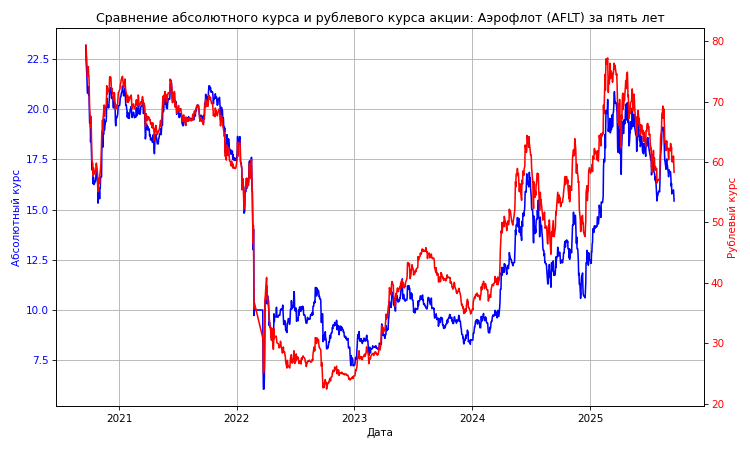 Сравнение абсолютного курса и рублевого курса акции: Аэрофлот (AFLT) за пять лет
Абсолютный курс
22.5
20.0
17.5
15.0
12.5
10.0
7.5
80
70
60
50
40
30
20
Рублевый курс
2021 2022 2023 2024 2025
Дата